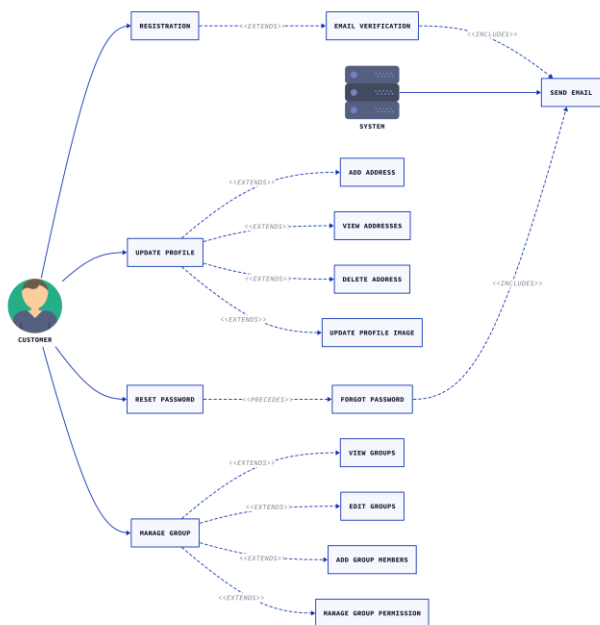 REGISTRATION
<<EXTENDS>>
EMAIL VERIFICATION
<<INCLUDES>>
SEND EMAIL
SYSTEM
ADD ADDRESS
<<EXTENDS>>
VIEW ADDRESSES
<<EXTENDS>>
UPDATE PROFILE
DELETE ADDRESS
<<EXTENDS>>
<<INCLUDES>>
<<EXTENDS>>
UPDATE PROFILE IMAGE
CUSTOMER
RESET PASSWORD
<<PRECEDES>>
FORGOT PASSWORD
VIEW GROUPS
<<EXTENDS>>
EDIT GROUPS
<<EXTENDS>>
MANAGE GROUP
<<EXTENDS>>
ADD GROUP MEMBERS
<<EXTENDS>>
MANAGE GROUP PERMISSION